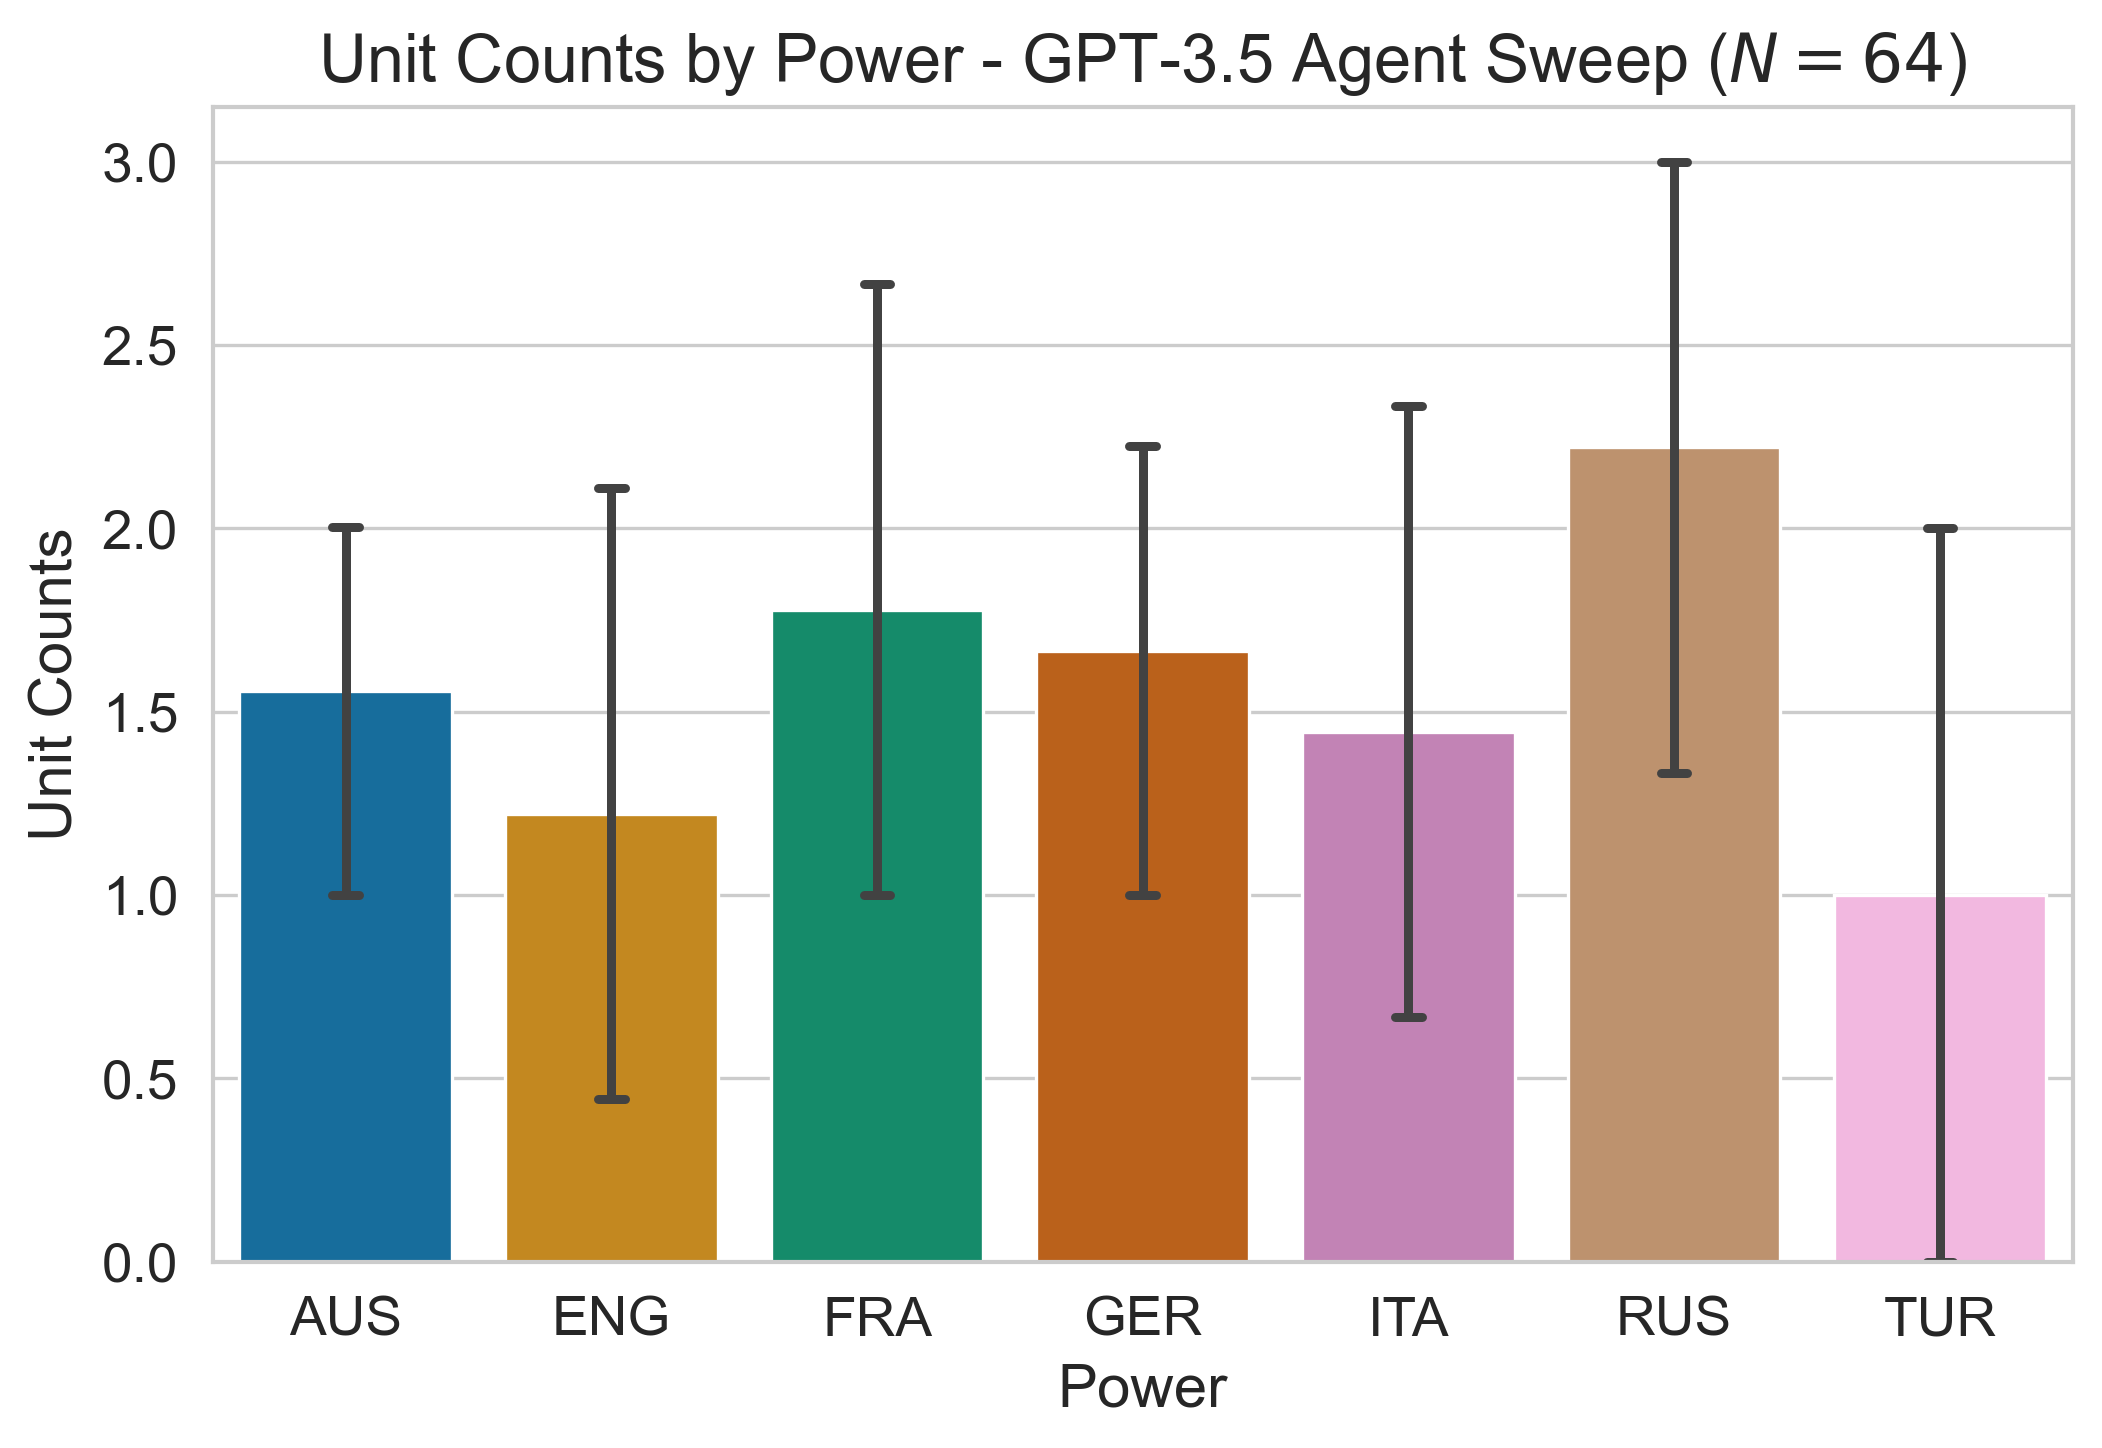 Unit Counts by Power - GPT-3.5 Agent Sweep (N = 64)
Unit Counts
3.0
2.5
2.0
1.5
1.0
0.5
0.0
AUS ENG FRA GER ITA RUS TUR
Power